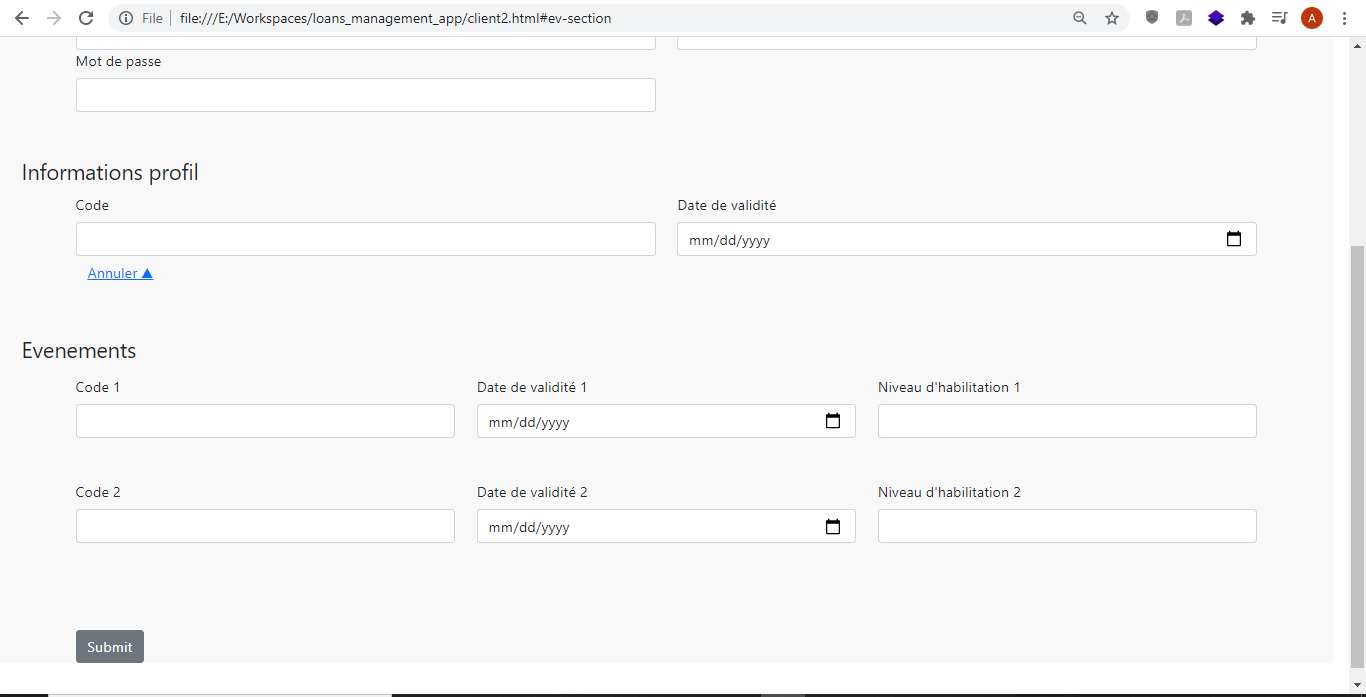 File file:///E:/Workspaces/loans_management_app/client2.html#ev-section A
Mot de passe
Informations profil
Code Date de validité
mm/dd/yyyy
Annuler ▲
Evenements
Code 1 Date de validité 1 Niveau d'habilitation 1
mm/dd/yyyy
Code 2 Date de validité 2 Niveau d'habilitation 2
mm/dd/yyyy
Submit